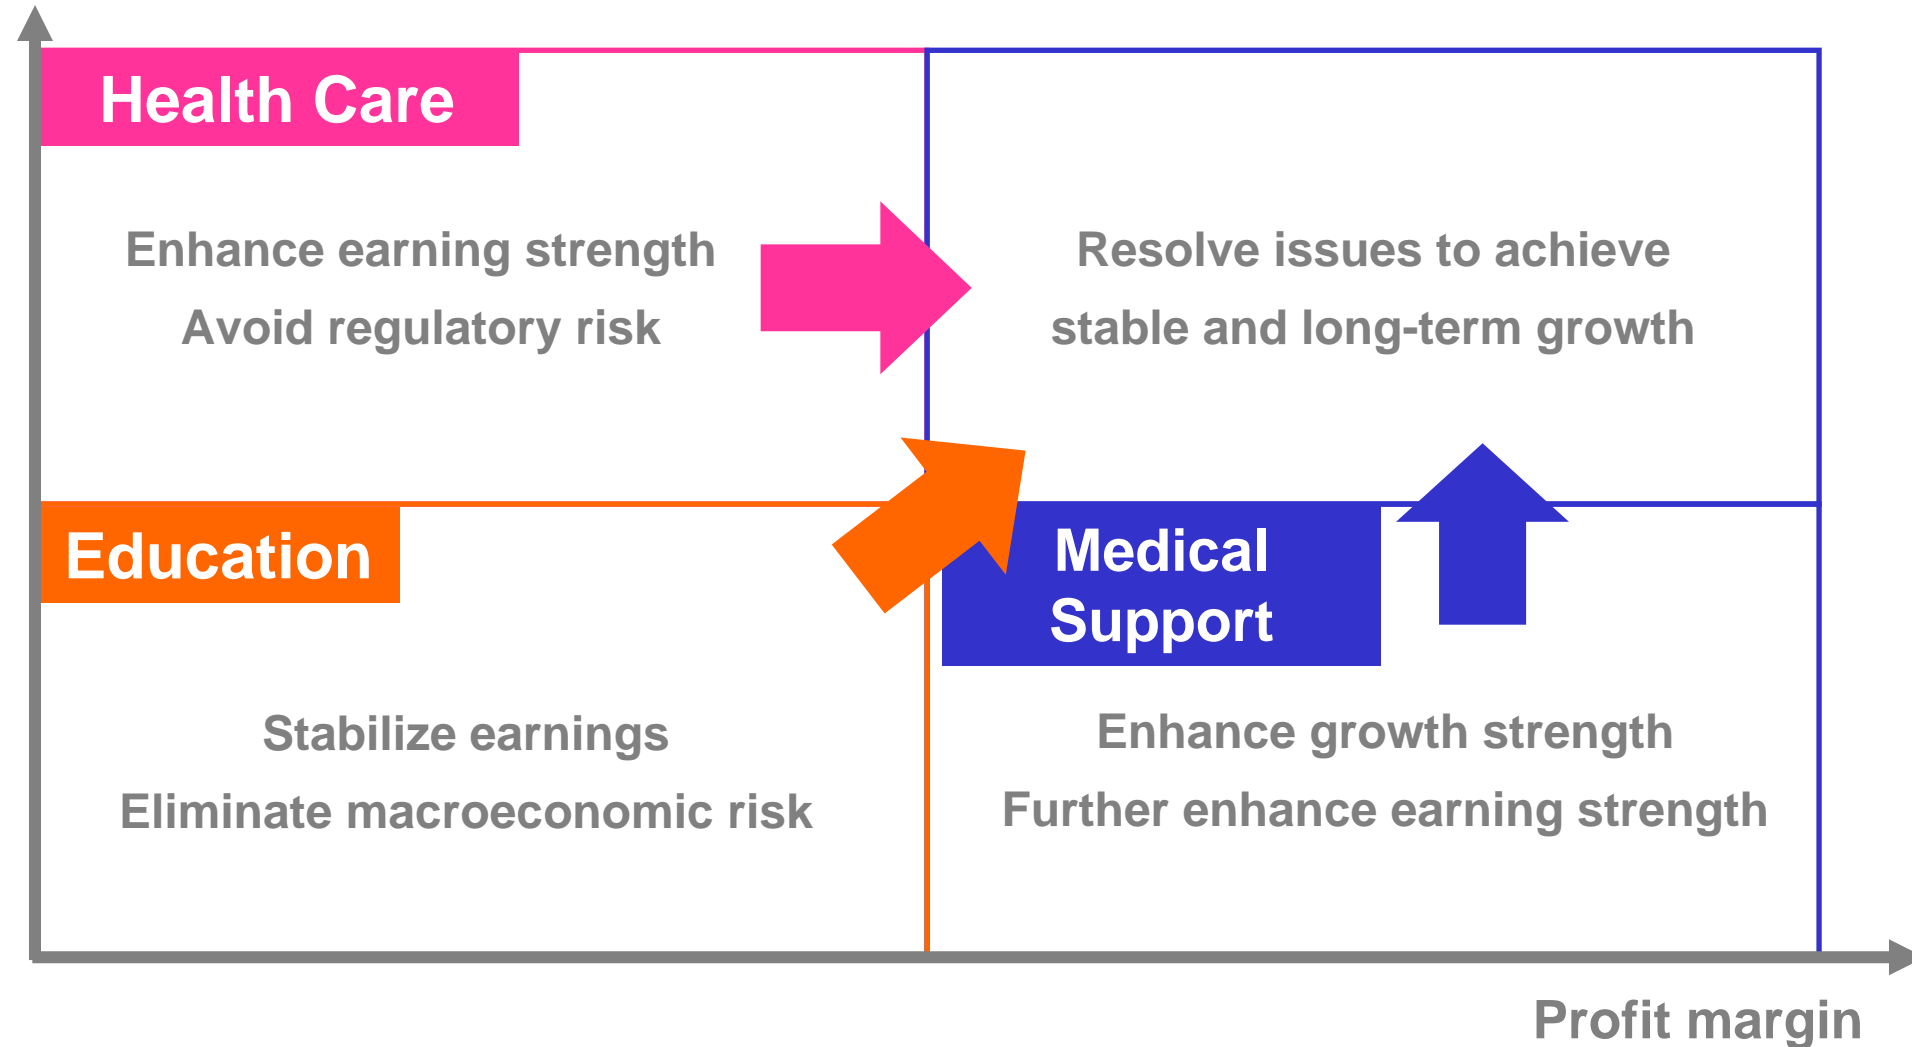 Health Care
Enhance earning strength
Avoid regulatory risk
Resolve issues to achieve
stable and long-term growth
Education
Stabilize earnings
Eliminate macroeconomic risk
Medical
Support
Enhance growth strength
Further enhance earning strength
Profit margin